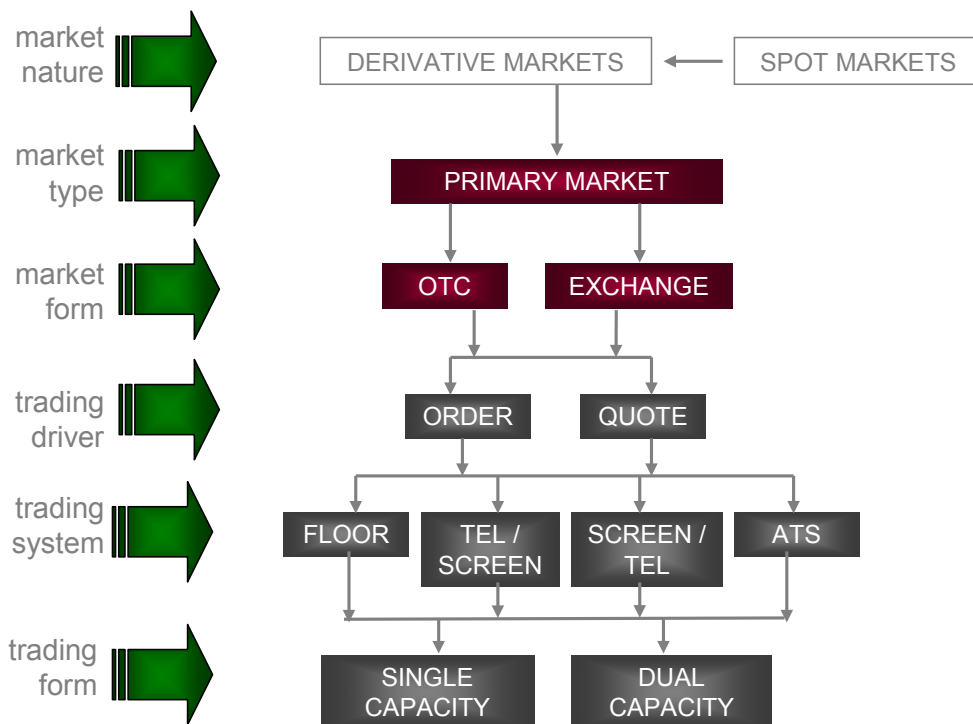 market
nature
DERIVATIVE MARKETS
SPOT MARKETS
market
type
PRIMARY MARKET
market
form
OTC
EXCHANGE
trading
driver
ORDER
QUOTE
trading
system
FLOOR
TEL /
SCREEN
SCREEN /
TEL
ATS
trading
form
SINGLE
CAPACITY
DUAL
CAPACITY